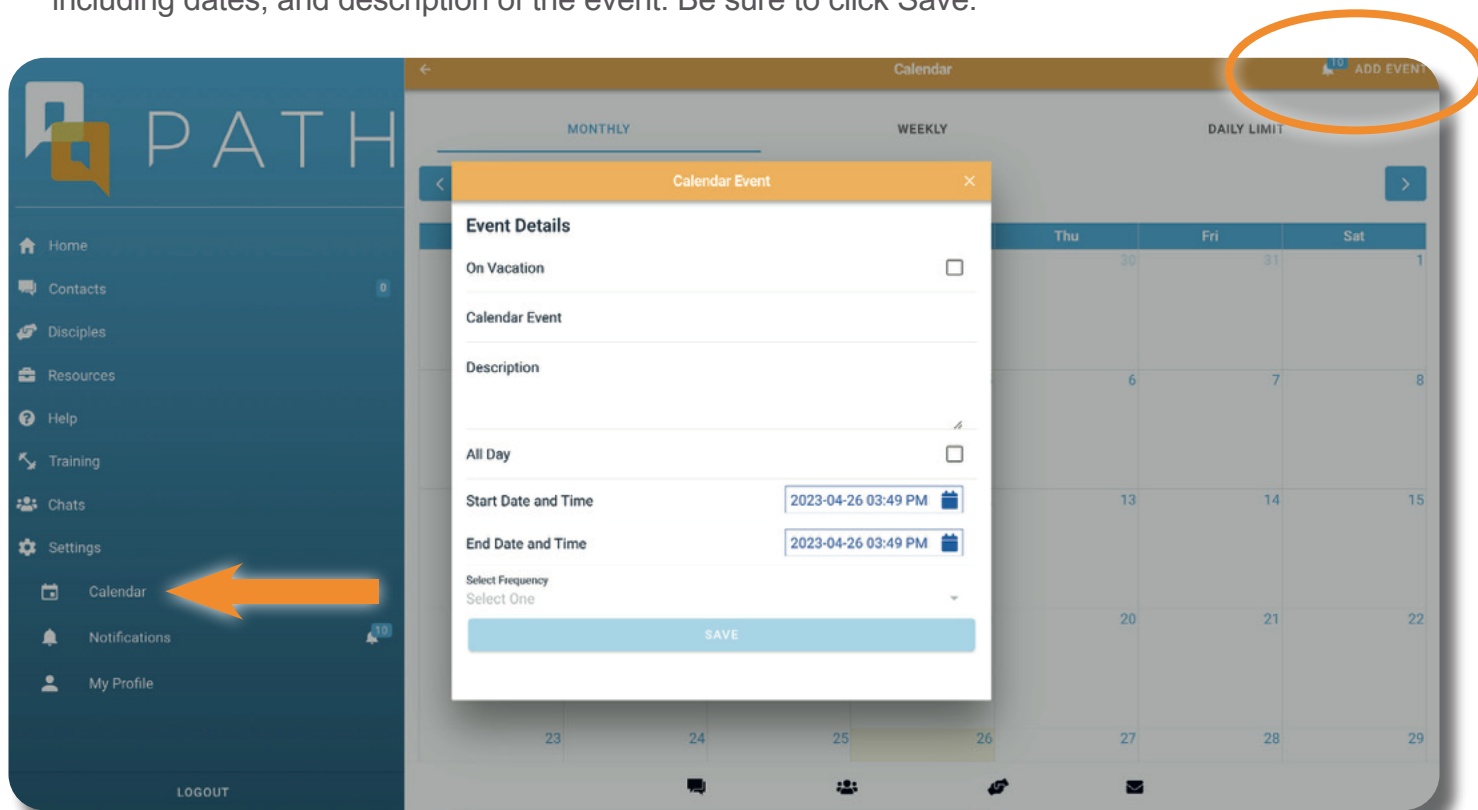 including dates, and description of the event. Be sure to click Save.
PATH
Home
Contacts 0
Disciples
Resources
Help
Training
Chats
Settings
Calendar
Notifications 10
My Profile
LOGOUT
Calendar 10 ADD EVENT
MONTHLY WEEKLY DAILY LIMIT
Thu Fri Sat
30 31 1
6 7 8
13 14 15
20 21 22
23 24 25 26 27 28 29
Calendar Event
Event Details
On Vacation
Calendar Event
Description
All Day
Start Date and Time 2023-04-26 03:49 PM
End Date and Time 2023-04-26 03:49 PM
Select Frequency
Select One
SAVE